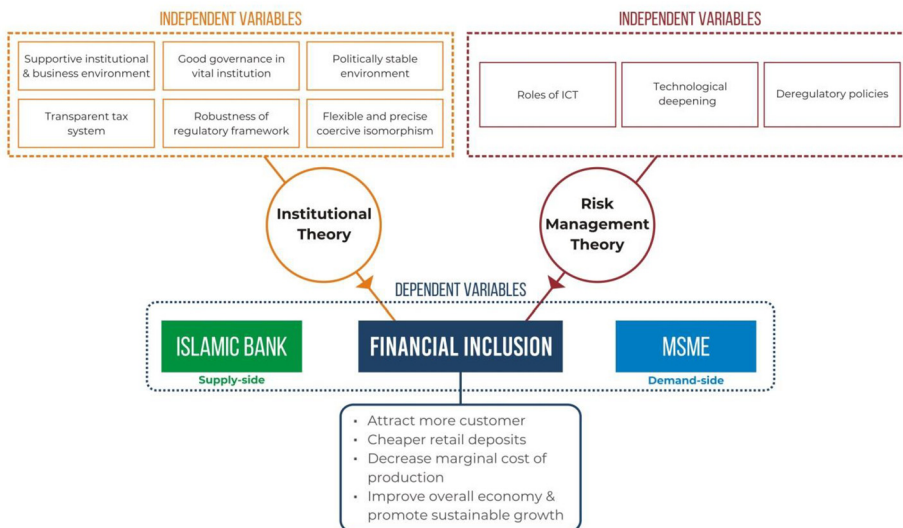 INDEPENDENT VARIABLES
INDEPENDENT VARIABLES
Supportive institutional
& business environment
Good governance in
vital institution
Politically stable
environment
Transparent tax
system
Robustness of
regulatory framework
Flexible and precise
coercive isomorphism
Roles of ICT
Technological
deepening
Deregulatory policies
Institutional
Theory
Risk
Management
Theory
DEPENDENT VARIABLES
ISLAMIC BANK
Supply-side
FINANCIAL INCLUSION
MSME
Demand-side
• Attract more customer
• Cheaper retail deposits
• Decrease marginal cost of
production
• Improve overall economy &
promote sustainable growth